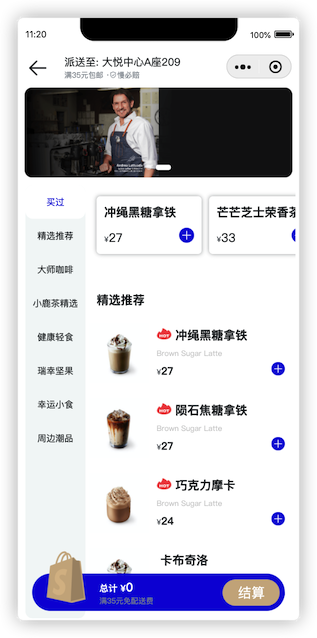 11:20
100%
派送至: 大悦中心A座209
满35元包邮 · 慢必赔
买过
精选推荐
大师咖啡
小鹿茶精选
健康轻食
瑞幸坚果
幸运小食
周边潮品
冲绳黑糖拿铁
¥27
芒芒芝士荣香茶
¥33
精选推荐
HOT 冲绳黑糖拿铁
Brown Sugar Latte
¥27
HOT 陨石焦糖拿铁
Brown Sugar Latte
¥27
HOT 巧克力摩卡
Brown Sugar Latte
¥24
卡布奇洛
S
总计 ¥0
满35元免配送费
结算